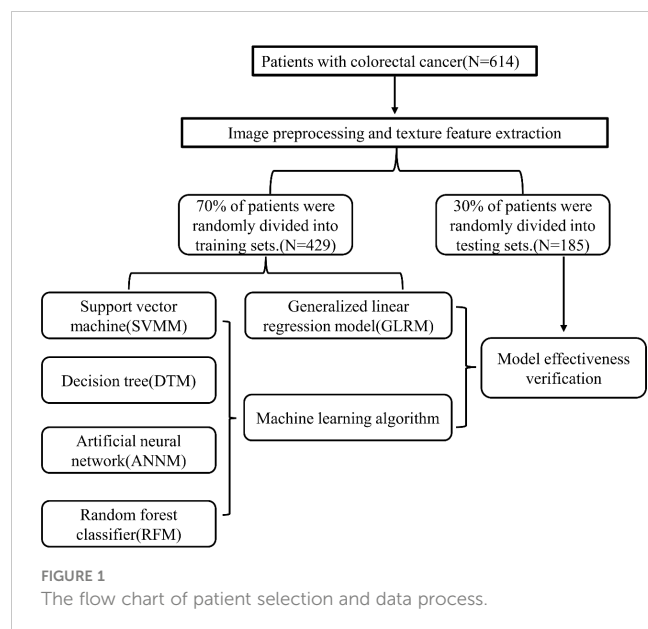 Patients with colorectal cancer(N=614)
Image preprocessing and texture feature extraction
70% of patients were
randomly divided into
training sets.(N=429)
30% of patients were
randomly divided into
testing sets.(N=185)
Support vector
machine(SVMM)
Generalized linear
regression model(GLRM)
Decision tree(DTM)
Machine learning algorithm
Model effectiveness
verification
Artificial neural
network(ANNM)
Random forest
classifier(RFM)
FIGURE 1
The flow chart of patient selection and data process.